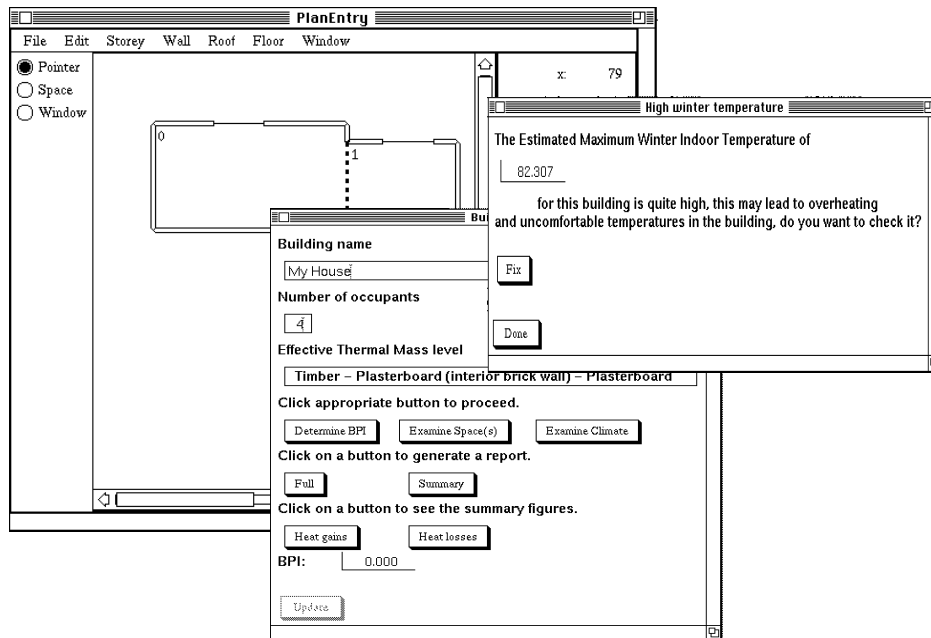 PlanEntry
File Edit Storey Wall Roof Floor Window
Pointer
Space
Window
x: 79
0
1
High winter temperature
The Estimated Maximum Winter Indoor Temperature of
82.307
for this building is quite high, this may lead to overheating
and uncomfortable temperatures in the building, do you want to check it?
Fix
Done
Building name
My House
Number of occupants
4
Effective Thermal Mass level
Timber – Plasterboard (interior brick wall) – Plasterboard
Click appropriate button to proceed.
Determine BPI Examine Space(s) Examine Climate
Click on a button to generate a report.
Full Summary
Click on a button to see the summary figures.
Heat gains Heat losses
BPI: 0.000
Update